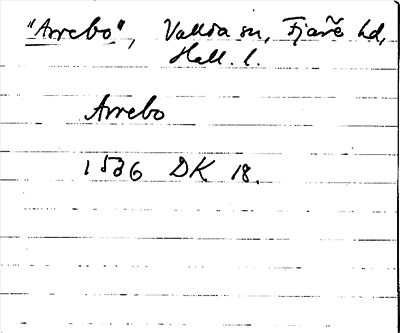 "Arrebo", Vallda sn, Fjäre hd,
Hall. l.
Arrebo
1536 DK 18.